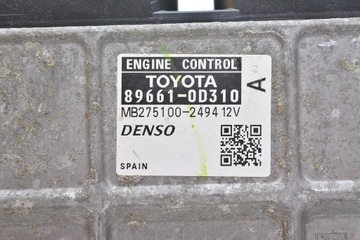 ENGINE CONTROL
TOYOTA
89661-0D310
A
MB275100-2494 12V
DENSO
SPAIN